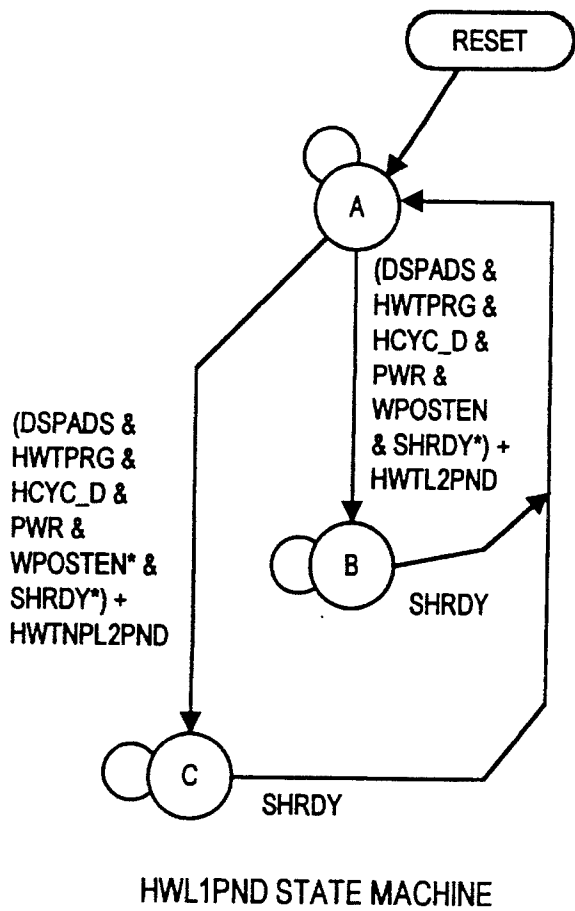 RESET
A
(DSPADS &
HWTPRG &
HCYC_D &
PWR &
WPOSTEN
& SHRDY*) +
HWTL2PND
(DSPADS &
HWTPRG &
HCYC_D &
PWR &
WPOSTEN* &
SHRDY*) +
HWTNPL2PND
B
SHRDY
C
SHRDY
HWL1PND STATE MACHINE